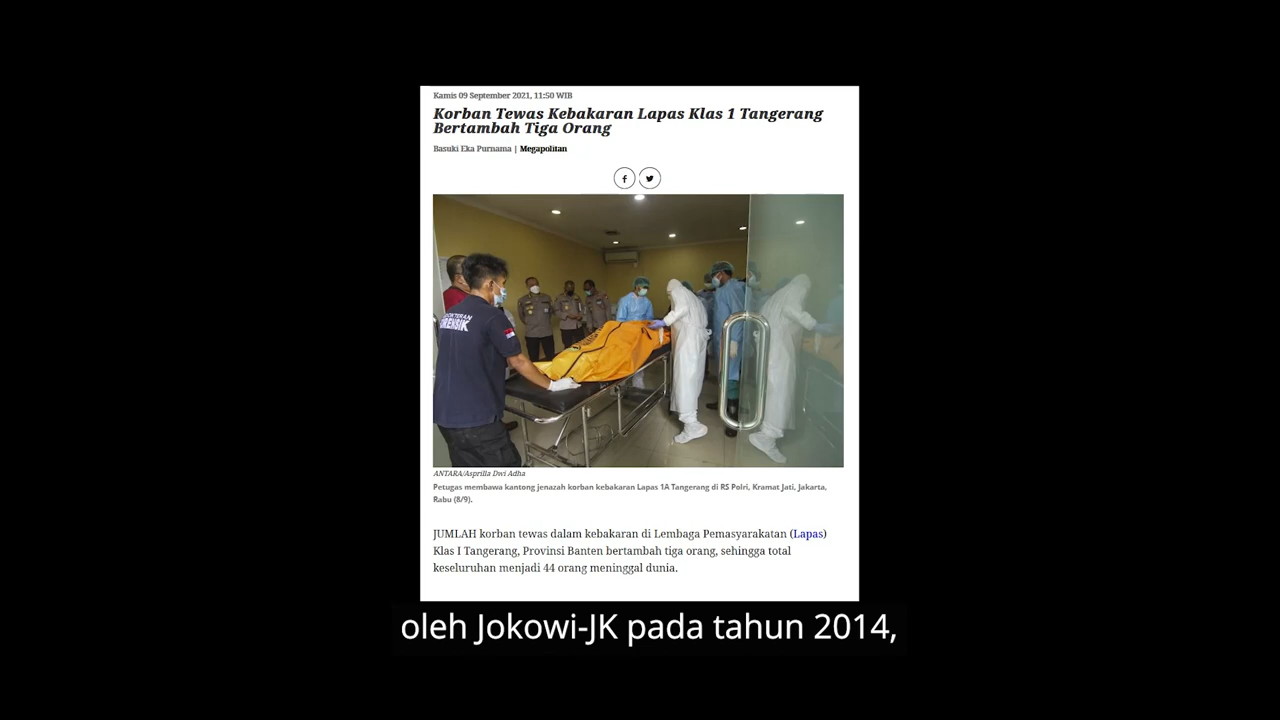 Kamis 09 September 2021, 11:50 WIB
Korban Tewas Kebakaran Lapas Klas 1 Tangerang
Bertambah Tiga Orang
Basuki Eka Purnama | Megapolitan
FORENSIK
ANTARA/Asprilla Dwi Adha
Petugas membawa kantong jenazah korban kebakaran Lapas 1A Tangerang di RS Polri, Kramat Jati, Jakarta,
Rabu (8/9).
JUMLAH korban tewas dalam kebakaran di Lembaga Pemasyarakatan (Lapas)
Klas I Tangerang, Provinsi Banten bertambah tiga orang, sehingga total
keseluruhan menjadi 44 orang meninggal dunia.
oleh Jokowi-JK pada tahun 2014,